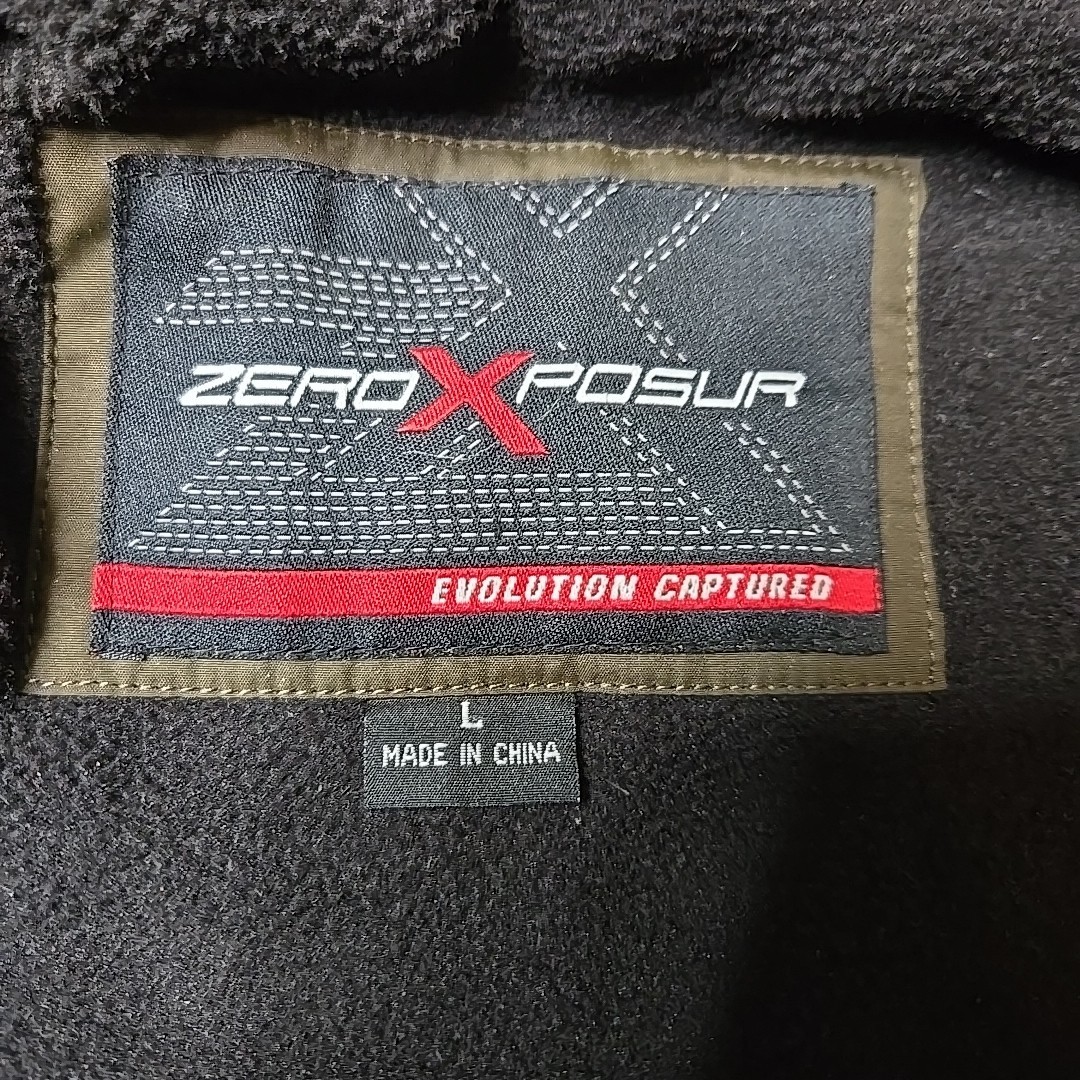 ZEROXPOSUR
EVOLUTION CAPTURED
L
MADE IN CHINA